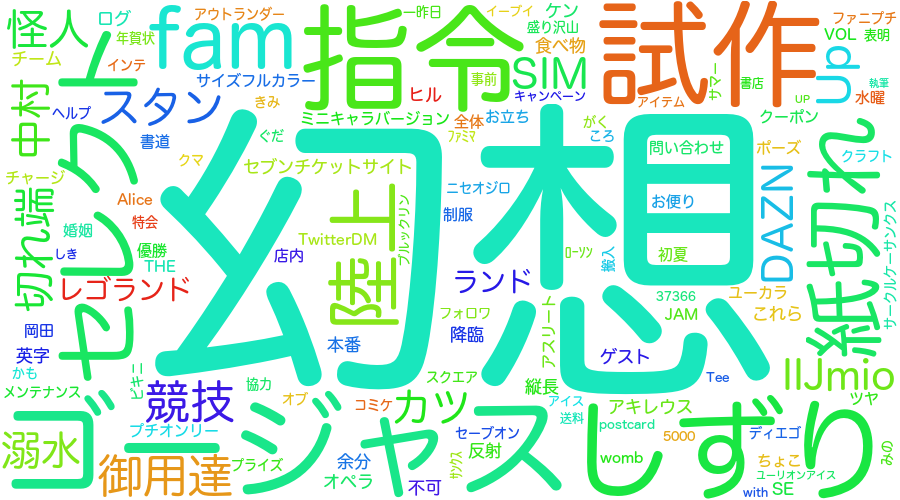 怪人
ログ
アウトランダー
一昨日
イーブイ
ケン
ファニプチ
年賀状
fam
指令
盛り沢山
試作
Up
VOL
表明
チーム
インテ
サイズフルカラー
事前
SIM
食べ物
サマー
書店
執筆
水曜
中村
ト
スタン
ヒル
キャンペーン
アイテム
UP
ヘルプ
きみ
ミニキャラバージョン
全体
お立ち
クーポン
書道
ぐだ
ファミマ
がく
ころ
問い合わせ
ポーズ
クラフト
クマ
セブンチケットサイト
幻想
紙切れ
チャージ
セレクト
Alice
陸上
ニセオジロ
お便り
DAZN
切れ端
特会
制服
婚姻
優勝
TwitterDM
ブルックリン
しき
THE
店内
ローソン
搬入
初夏
サークルケーサンクス
レゴランド
ランド
37366
ユーカラ
岡田
フォロワ
アスリート
JAM
これら
英字
本番
降臨
ゲスト
かも
IIJmio
メンテナンス
ビキニ
協力
スクエア
縦長
アイス
Tee
競技
オブ
コミケ
カツ
アキレウス
ツヤ
ゴジャス
しずり
プチオンリー
セーブオン
送料
postcard
5000
ディエゴ
溺水
御用達
プライズ
余分
オペラ
サンクス
反射
不可
womb
ちょこ
ユーリオンアイス
with
SE
みの